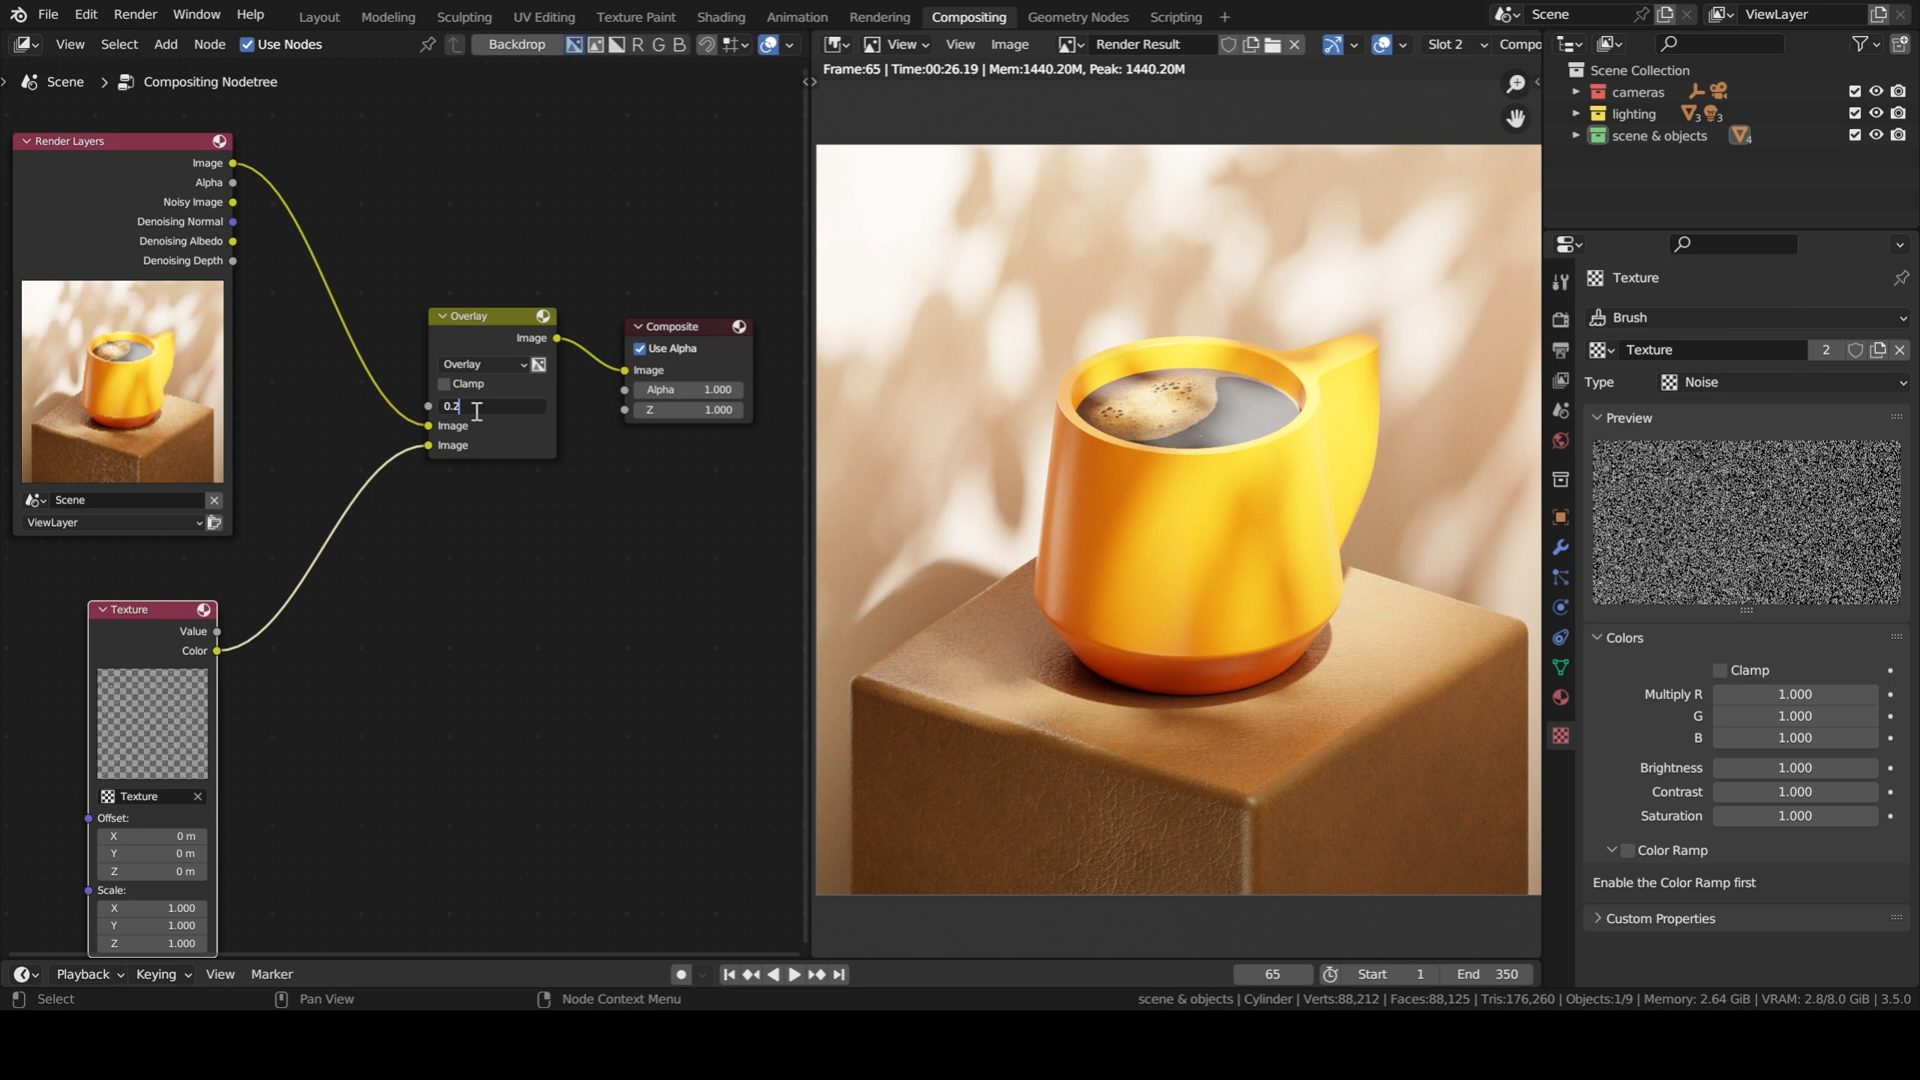 File Edit Render Window Help Layout Modeling Sculpting UV Editing Texture Paint Shading Animation Rendering Compositing Geometry Nodes Scripting + Scene ViewLayer
View Select Add Node Use Nodes Backdrop R G B View View Image Render Result Slot 2 Compo
Frame:65 | Time:00:26.19 | Mem:1440.20M, Peak: 1440.20M
Scene > Compositing Nodetree
Scene Collection
cameras
lighting 3 3
scene & objects 4
Render Layers
Image
Alpha
Noisy Image
Denoising Normal
Denoising Albedo
Denoising Depth
Scene
ViewLayer
Overlay
Image
Overlay
Clamp
0.2
Image
Image
Composite
Use Alpha
Image
Alpha 1.000
Z 1.000
Texture
Value
Color
Texture
Offset:
X 0 m
Y 0 m
Z 0 m
Scale:
X 1.000
Y 1.000
Z 1.000
Texture
Brush
Texture 2
Type Noise
Preview
Colors
Clamp
Multiply R 1.000
G 1.000
B 1.000
Brightness 1.000
Contrast 1.000
Saturation 1.000
Color Ramp
Enable the Color Ramp first
Custom Properties
Playback Keying View Marker 65 Start 1 End 350
Select Pan View Node Context Menu scene & objects | Cylinder | Verts:88,212 | Faces:88,125 | Tris:176,260 | Objects:1/9 | Memory: 2.64 GiB | VRAM: 2.8/8.0 GiB | 3.5.0